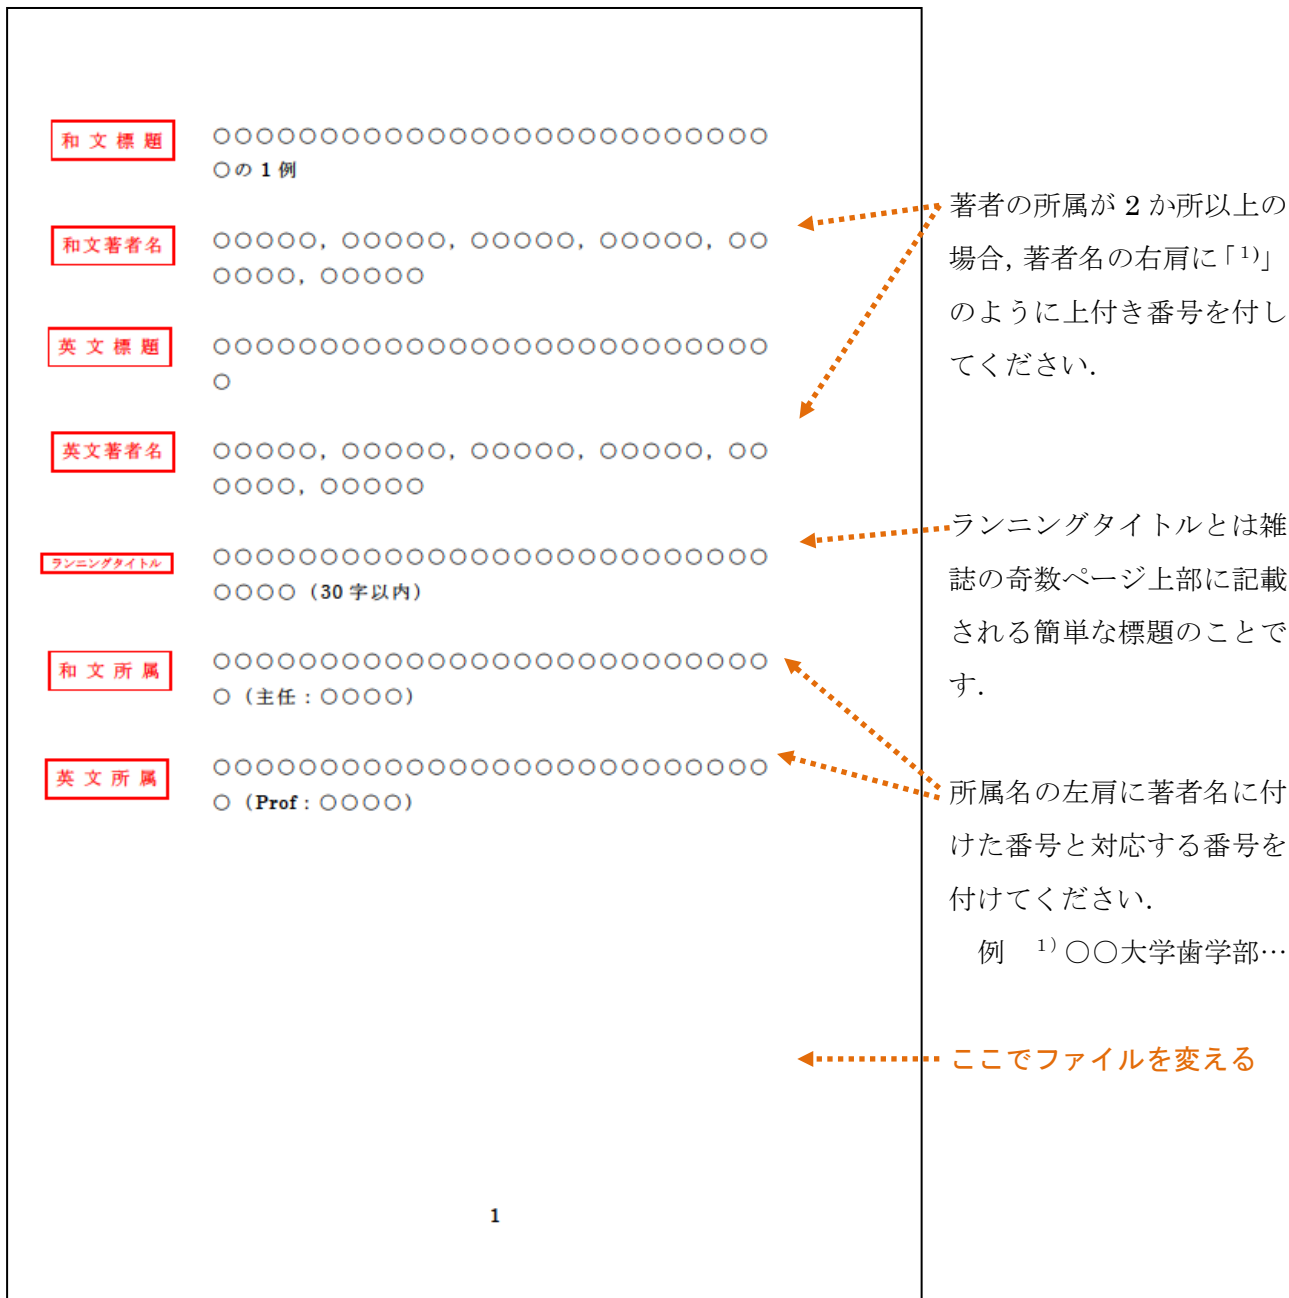 和文標題
○○○○○○○○○○○○○○○○○○○○○○○○○○
○の 1 例
和文著者名
○○○○○, ○○○○○, ○○○○○, ○○○○○, ○○
○○○○, ○○○○○
英文標題
○○○○○○○○○○○○○○○○○○○○○○○○○○
○
英文著者名
○○○○○, ○○○○○, ○○○○○, ○○○○○, ○○
○○○○, ○○○○○
ランニングタイトル
○○○○○○○○○○○○○○○○○○○○○○○○○○
○○○○(30 字以内)
和文所属
○○○○○○○○○○○○○○○○○○○○○○○○○○
○(主任:○○○○)
英文所属
○○○○○○○○○○○○○○○○○○○○○○○○○○
○(Prof:○○○○)
1
著者の所属が 2 か所以上の
場合, 著者名の右肩に「1)」
のように上付き番号を付し
てください.
ランニングタイトルとは雑
誌の奇数ページ上部に記載
される簡単な標題のことで
す.
所属名の左肩に著者名に付
けた番号と対応する番号を
付けてください.
例 1)○○大学歯学部…
ここでファイルを変える